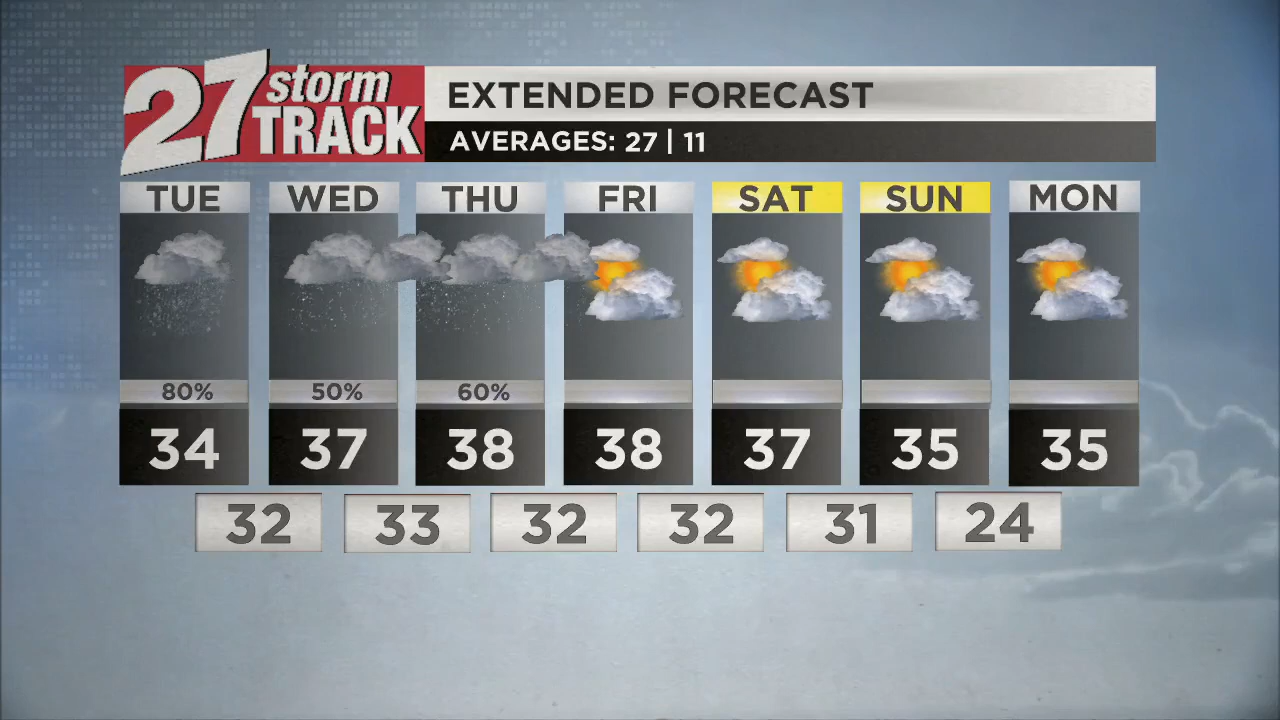 27 storm TRACK
EXTENDED FORECAST
AVERAGES: 27 | 11
TUE WED THU FRI SAT SUN MON
80% 50% 60%
34 37 38 38 37 35 35
32 33 32 32 31 24